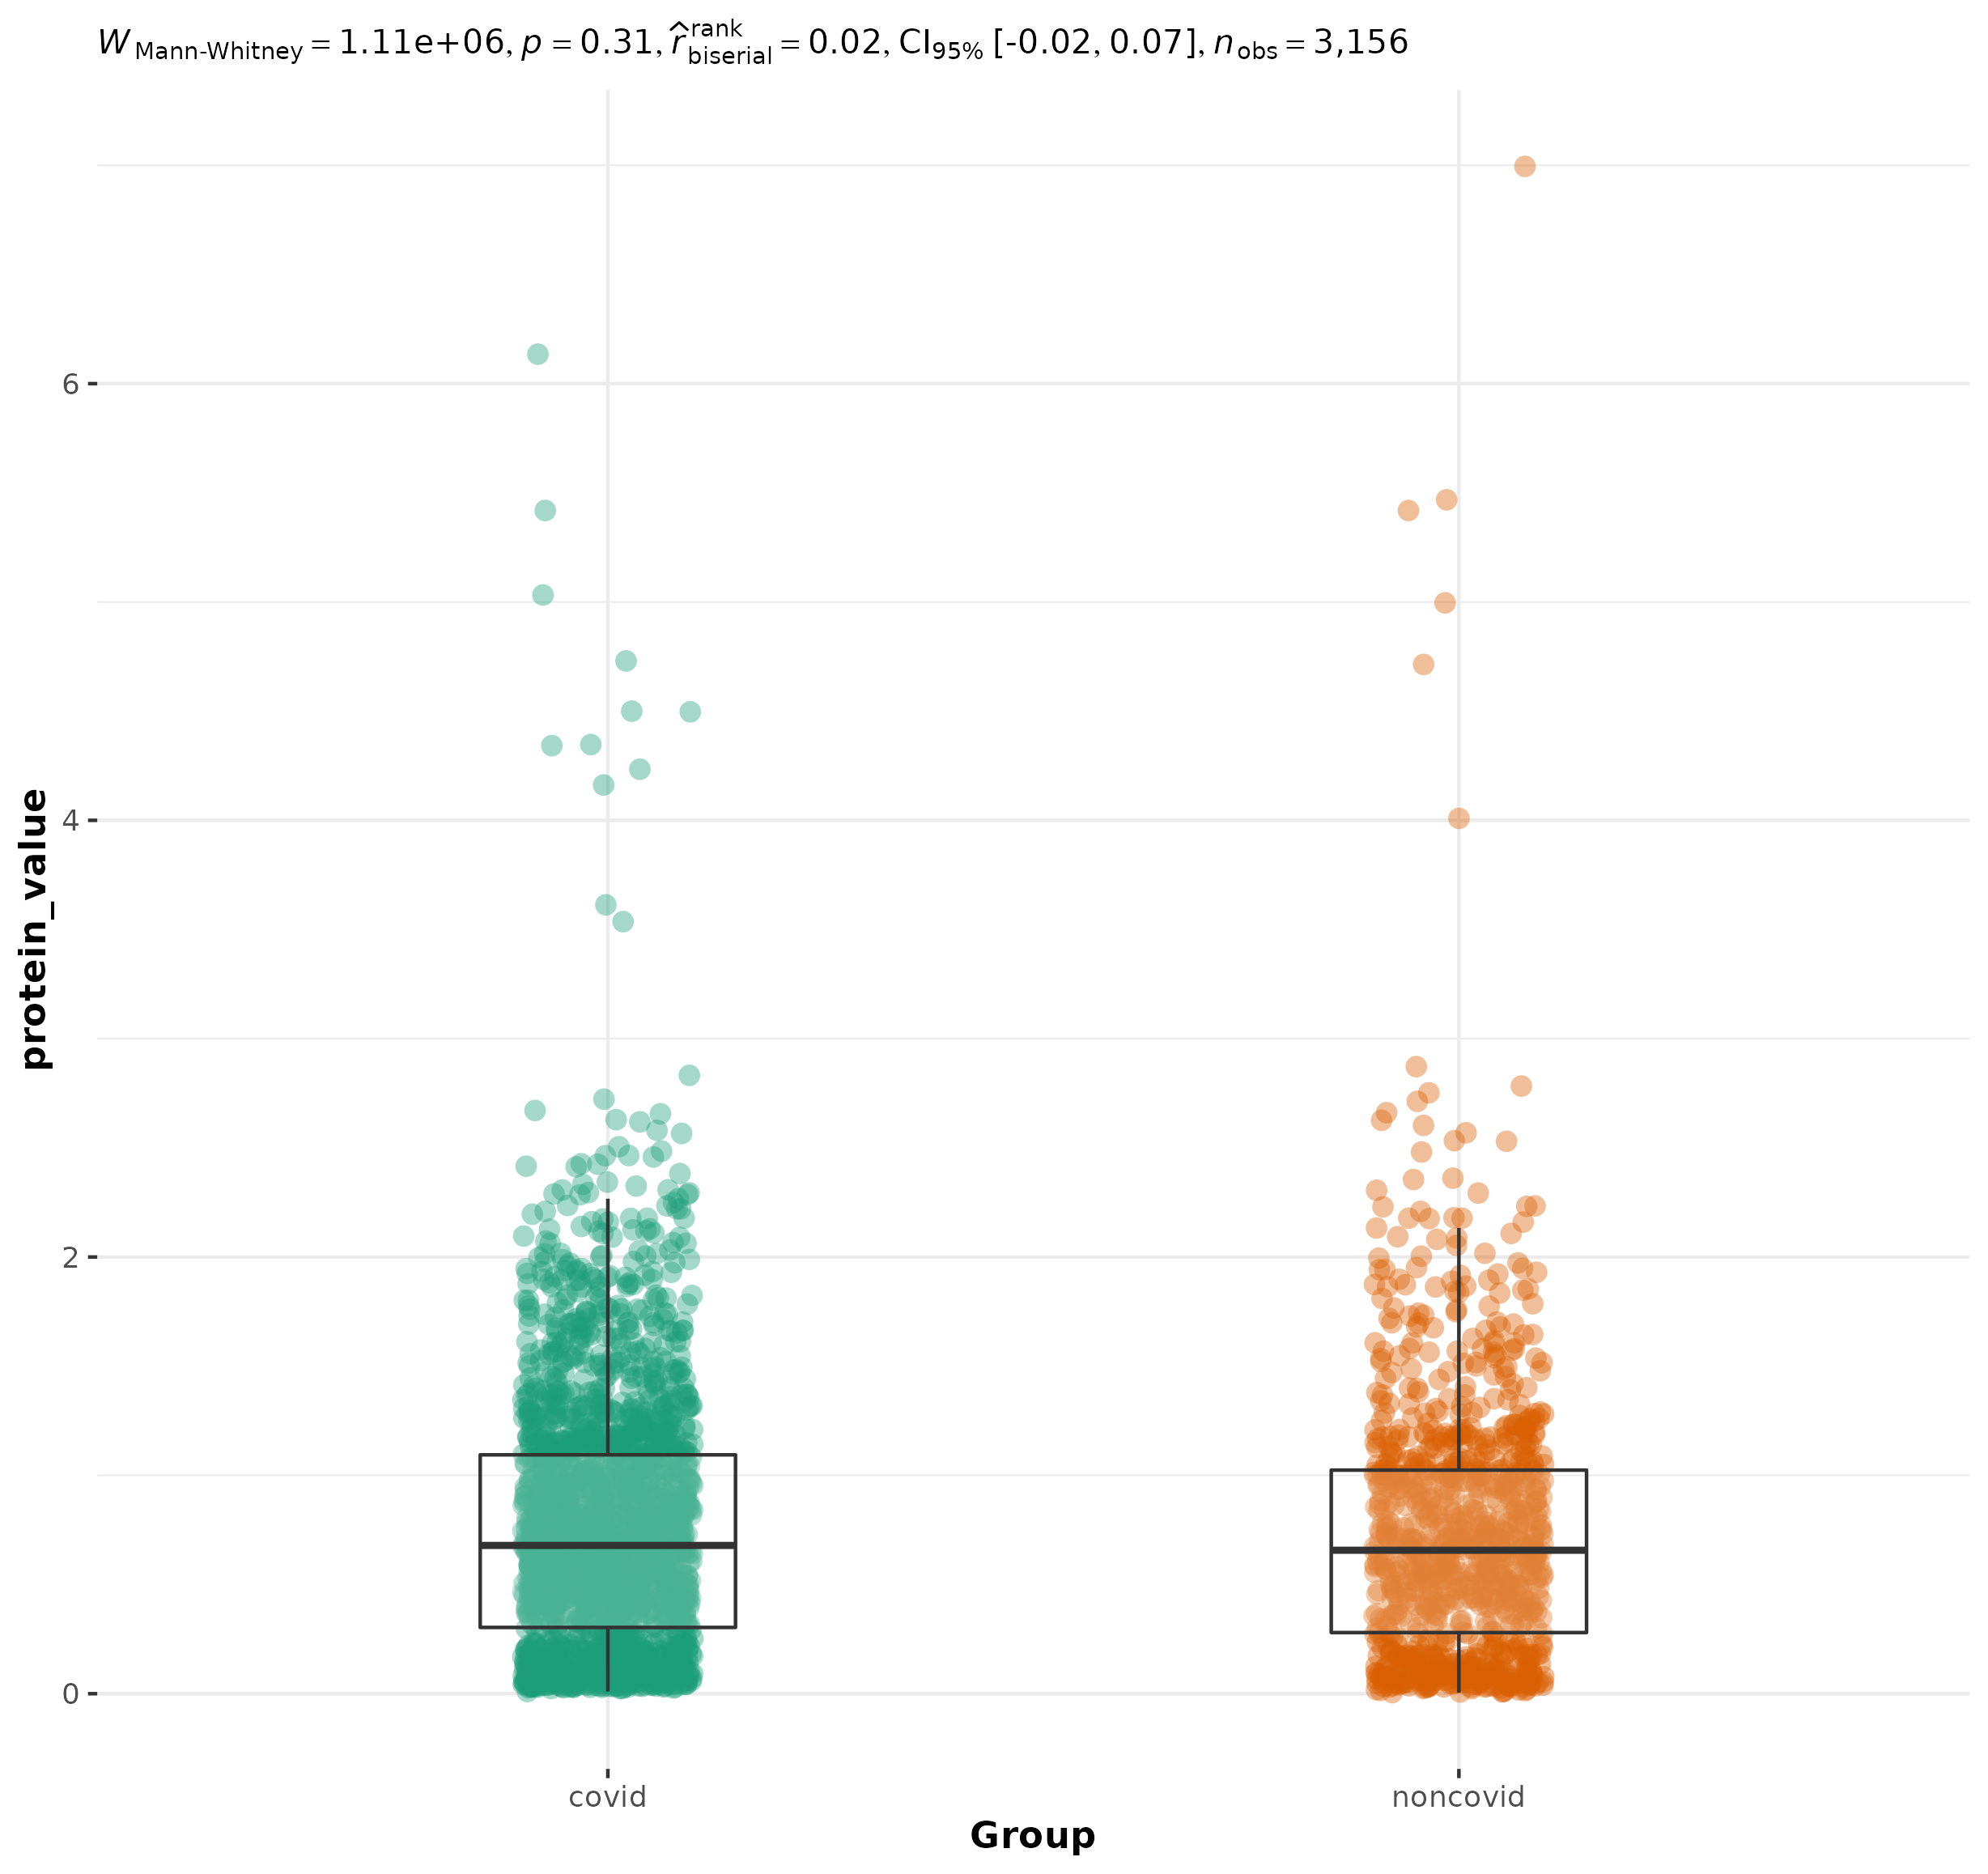 W Mann-Whitney = 1.11e+06, p = 0.31, r̂ rank biserial = 0.02, CI95% [-0.02, 0.07], n obs = 3,156
6
4
2
0
protein_value
covid
noncovid
Group